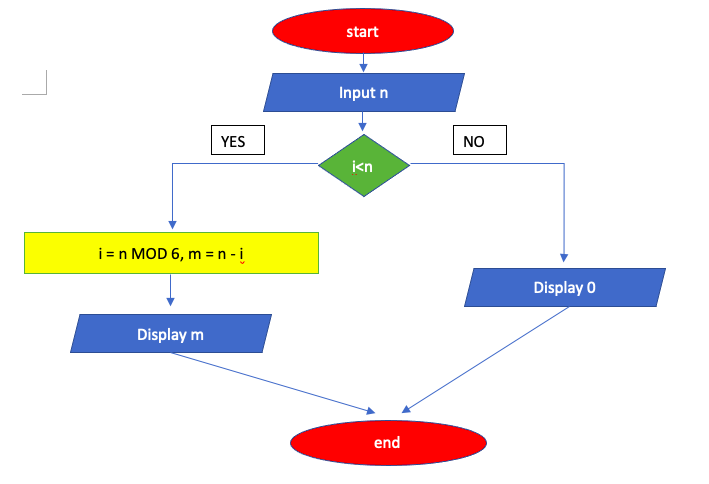 start
Input n
YES
NO
i<n
i = n MOD 6, m = n - i
Display 0
Display m
end